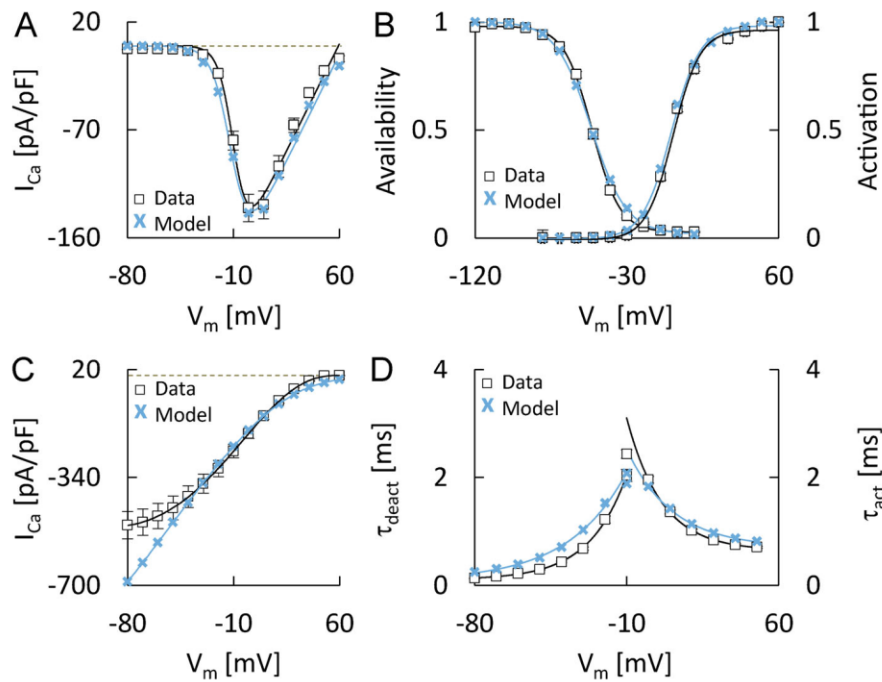 A
20
-70
-160
I_Ca [pA/pF]
Data
Model
-80
-10
60
V_m [mV]
B
1
0.5
0
Availability
Data
Model
-120
-30
60
V_m [mV]
1
0.5
0
Activation
C
20
-340
-700
I_Ca [pA/pF]
Data
Model
-80
-10
60
V_m [mV]
D
4
2
0
τ_deact [ms]
Data
Model
-80
-10
60
V_m [mV]
4
2
0
τ_act [ms]